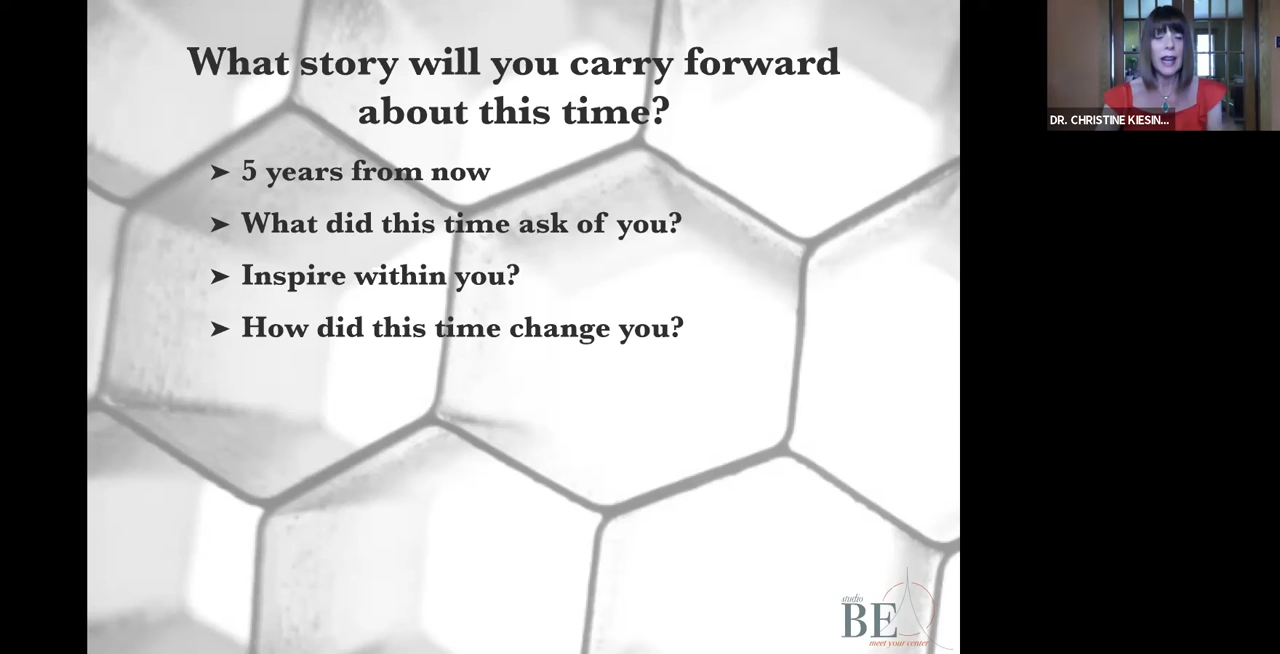 What story will you carry forward
about this time?
➤ 5 years from now
➤ What did this time ask of you?
➤ Inspire within you?
➤ How did this time change you?
DR. CHRISTINE KIESIN...
studio
BE
meet your center